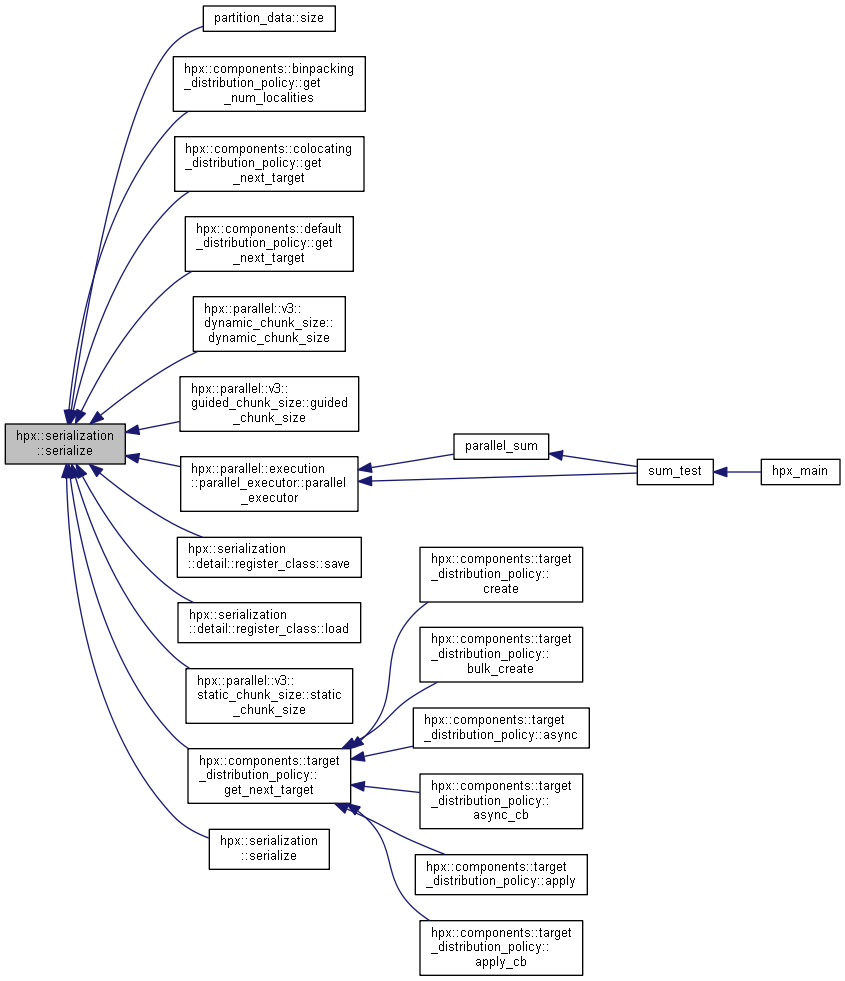 partition_data::size
hpx::components::binpacking
_distribution_policy::get
_num_localities
hpx::components::colocating
_distribution_policy::get
_next_target
hpx::components::default
_distribution_policy::get
_next_target
hpx::parallel::v3::
dynamic_chunk_size::
dynamic_chunk_size
hpx::parallel::v3::
guided_chunk_size::guided
_chunk_size
hpx::serialization
::serialize
hpx::parallel::execution
::parallel_executor::parallel
_executor
parallel_sum
sum_test
hpx_main
hpx::serialization
::detail::register_class::save
hpx::serialization
::detail::register_class::load
hpx::parallel::v3::
static_chunk_size::static
_chunk_size
hpx::components::target
_distribution_policy::
get_next_target
hpx::serialization
::serialize
hpx::components::target
_distribution_policy::
create
hpx::components::target
_distribution_policy::
bulk_create
hpx::components::target
_distribution_policy::async
hpx::components::target
_distribution_policy::
async_cb
hpx::components::target
_distribution_policy::apply
hpx::components::target
_distribution_policy::
apply_cb